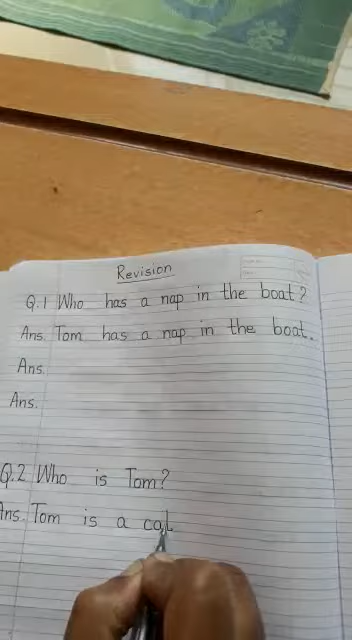 Revision
Q.1 Who has a nap in the boat?
Ans. Tom has a nap in the boat.
Ans.
Ans.
Q.2 Who is Tom?
Ans. Tom is a